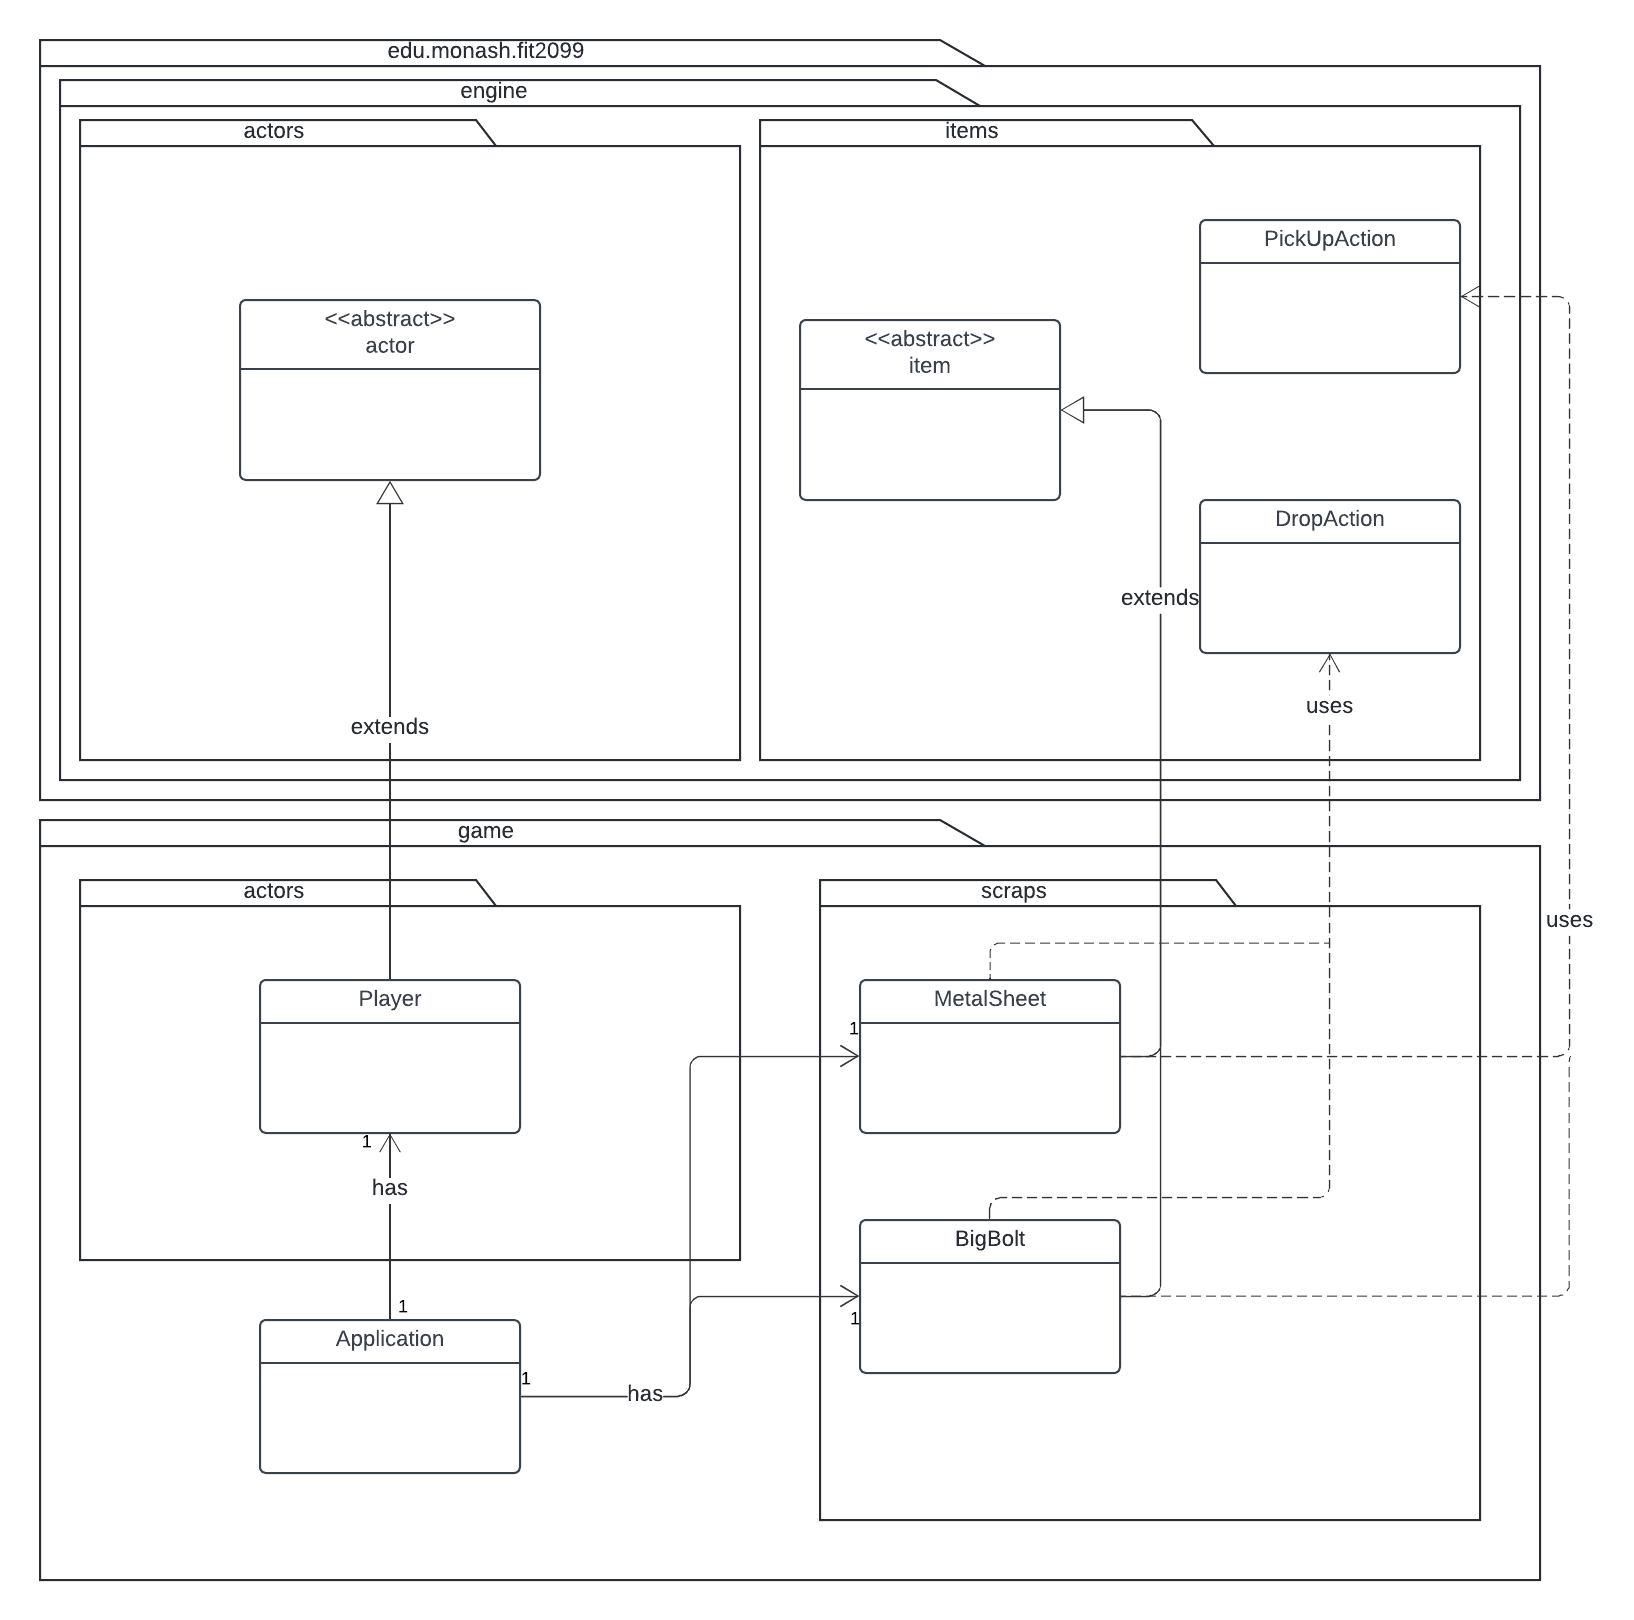 edu.monash.fit2099
engine
actors
items
PickUpAction
<<abstract>>
actor
<<abstract>>
item
DropAction
extends
uses
extends
game
actors
scraps
uses
Player
MetalSheet
1
1
has
BigBolt
1
1
Application
1
has